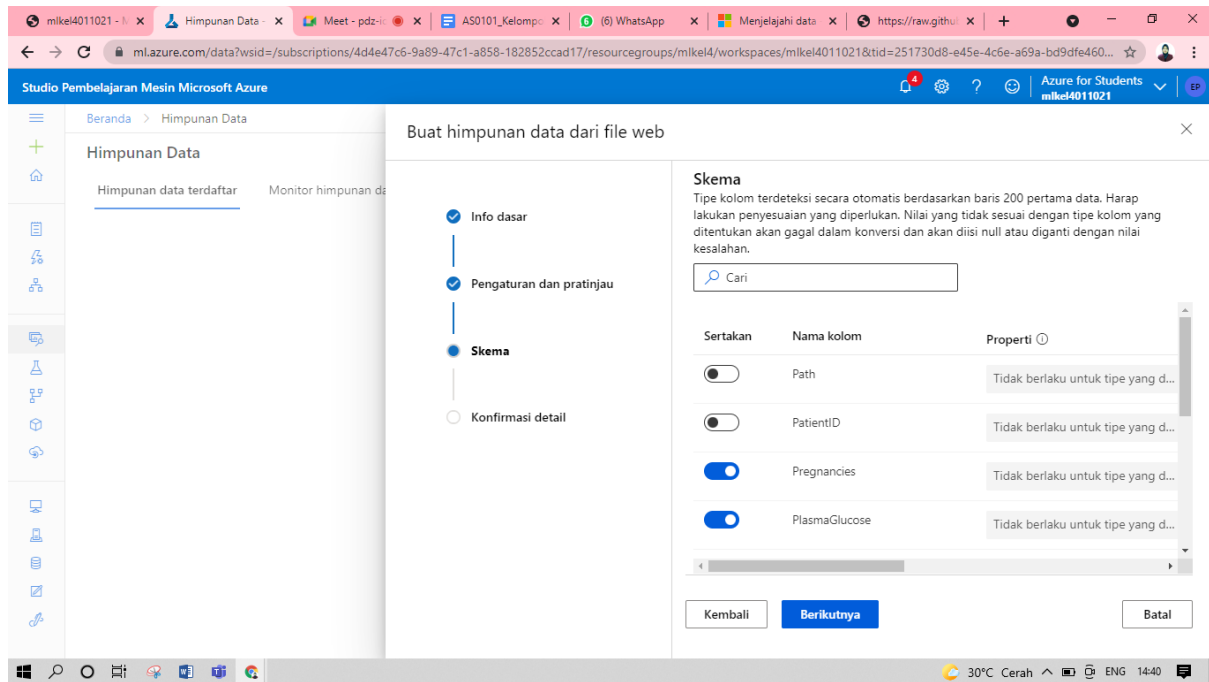 mlkel4011021 - M
Himpunan Data -
Meet - pdz-ic
AS0101_Kelompo
(6) WhatsApp
Menjelajahi data
https://raw.githu
ml.azure.com/data?wsid=/subscriptions/4d4e47c6-9a89-47c1-a858-182852ccad17/resourcegroups/mlkel4/workspaces/mlkel4011021&tid=251730d8-e45e-4c6e-a69a-bd9dfe460...
Studio Pembelajaran Mesin Microsoft Azure
4
Azure for Students
mlkel4011021
EP
Beranda > Himpunan Data
Himpunan Data
Himpunan data terdaftar
Monitor himpunan da
Buat himpunan data dari file web
Info dasar
Pengaturan dan pratinjau
Skema
Konfirmasi detail
Skema
Tipe kolom terdeteksi secara otomatis berdasarkan baris 200 pertama data. Harap
lakukan penyesuaian yang diperlukan. Nilai yang tidak sesuai dengan tipe kolom yang
ditentukan akan gagal dalam konversi dan akan diisi null atau diganti dengan nilai
kesalahan.
Cari
Sertakan
Nama kolom
Properti
Path
Tidak berlaku untuk tipe yang d...
PatientID
Tidak berlaku untuk tipe yang d...
Pregnancies
Tidak berlaku untuk tipe yang d...
PlasmaGlucose
Tidak berlaku untuk tipe yang d...
Kembali
Berikutnya
Batal
30°C Cerah
ENG
14:40